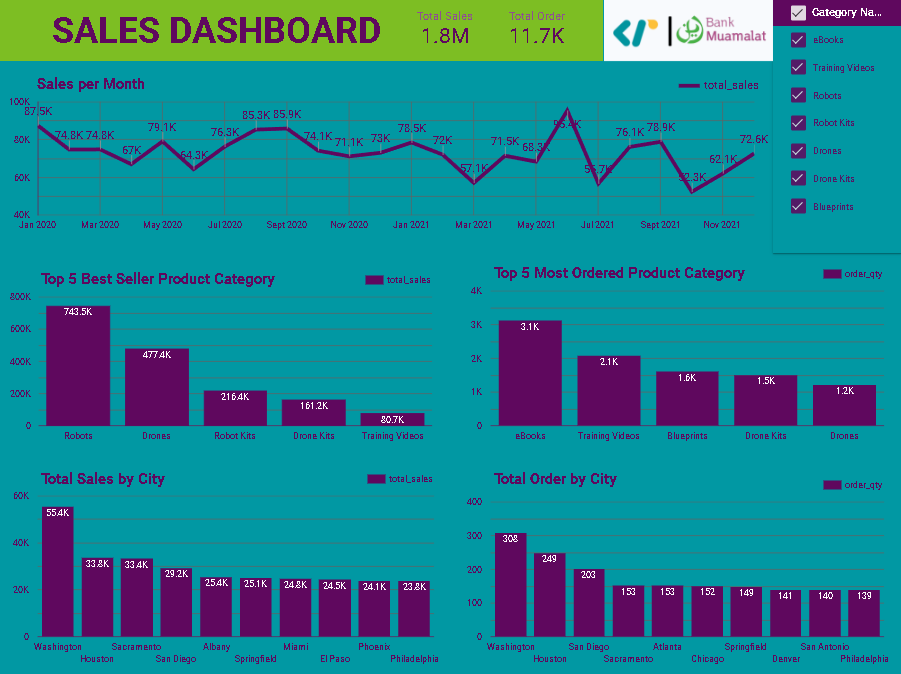 SALES DASHBOARD
Total Sales
1.8M
Total Order
11.7K
Bank
Muamalat
Category Na...
eBooks
Training Videos
Robots
Robot Kits
Drones
Drone Kits
Blueprints
Sales per Month
total_sales
100K
80K
60K
40K
87.5K
74.8K
74.8K
67K
79.1K
64.3K
76.3K
85.3K
85.9K
74.1K
71.1K
73K
78.5K
72K
57.1K
71.5K
68.3K
95.4K
56.7K
76.1K
78.9K
52.3K
62.1K
72.6K
Jan 2020
Mar 2020
May 2020
Jul 2020
Sept 2020
Nov 2020
Jan 2021
Mar 2021
May 2021
Jul 2021
Sept 2021
Nov 2021
Top 5 Best Seller Product Category
total_sales
800K
600K
400K
200K
0
743.5K
477.4K
216.4K
161.2K
80.7K
Robots
Drones
Robot Kits
Drone Kits
Training Videos
Top 5 Most Ordered Product Category
order_qty
4K
3K
2K
1K
0
3.1K
2.1K
1.6K
1.5K
1.2K
eBooks
Training Videos
Blueprints
Drone Kits
Drones
Total Sales by City
total_sales
60K
40K
20K
0
55.4K
33.8K
33.4K
29.2K
25.4K
25.1K
24.8K
24.5K
24.1K
23.8K
Washington
Houston
Sacramento
San Diego
Albany
Springfield
Miami
El Paso
Phoenix
Philadelphia
Total Order by City
order_qty
400
300
200
100
0
308
249
203
153
153
152
149
141
140
139
Washington
Houston
San Diego
Sacramento
Atlanta
Chicago
Springfield
Denver
San Antonio
Philadelphia